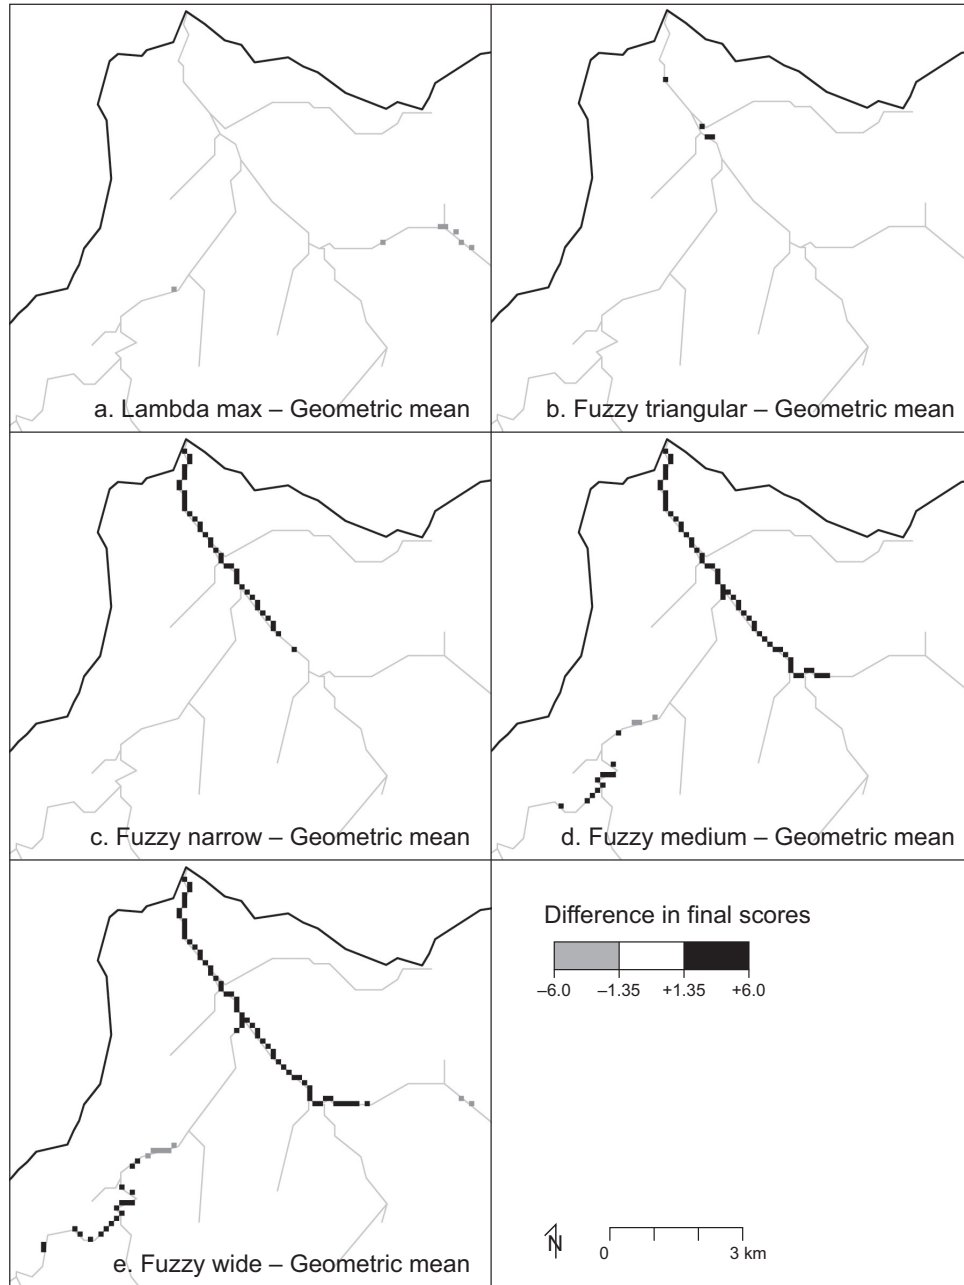 a. Lambda max – Geometric mean
b. Fuzzy triangular – Geometric mean
c. Fuzzy narrow – Geometric mean
d. Fuzzy medium – Geometric mean
Difference in final scores
–6.0 –1.35 +1.35 +6.0
e. Fuzzy wide – Geometric mean
N
0 3 km